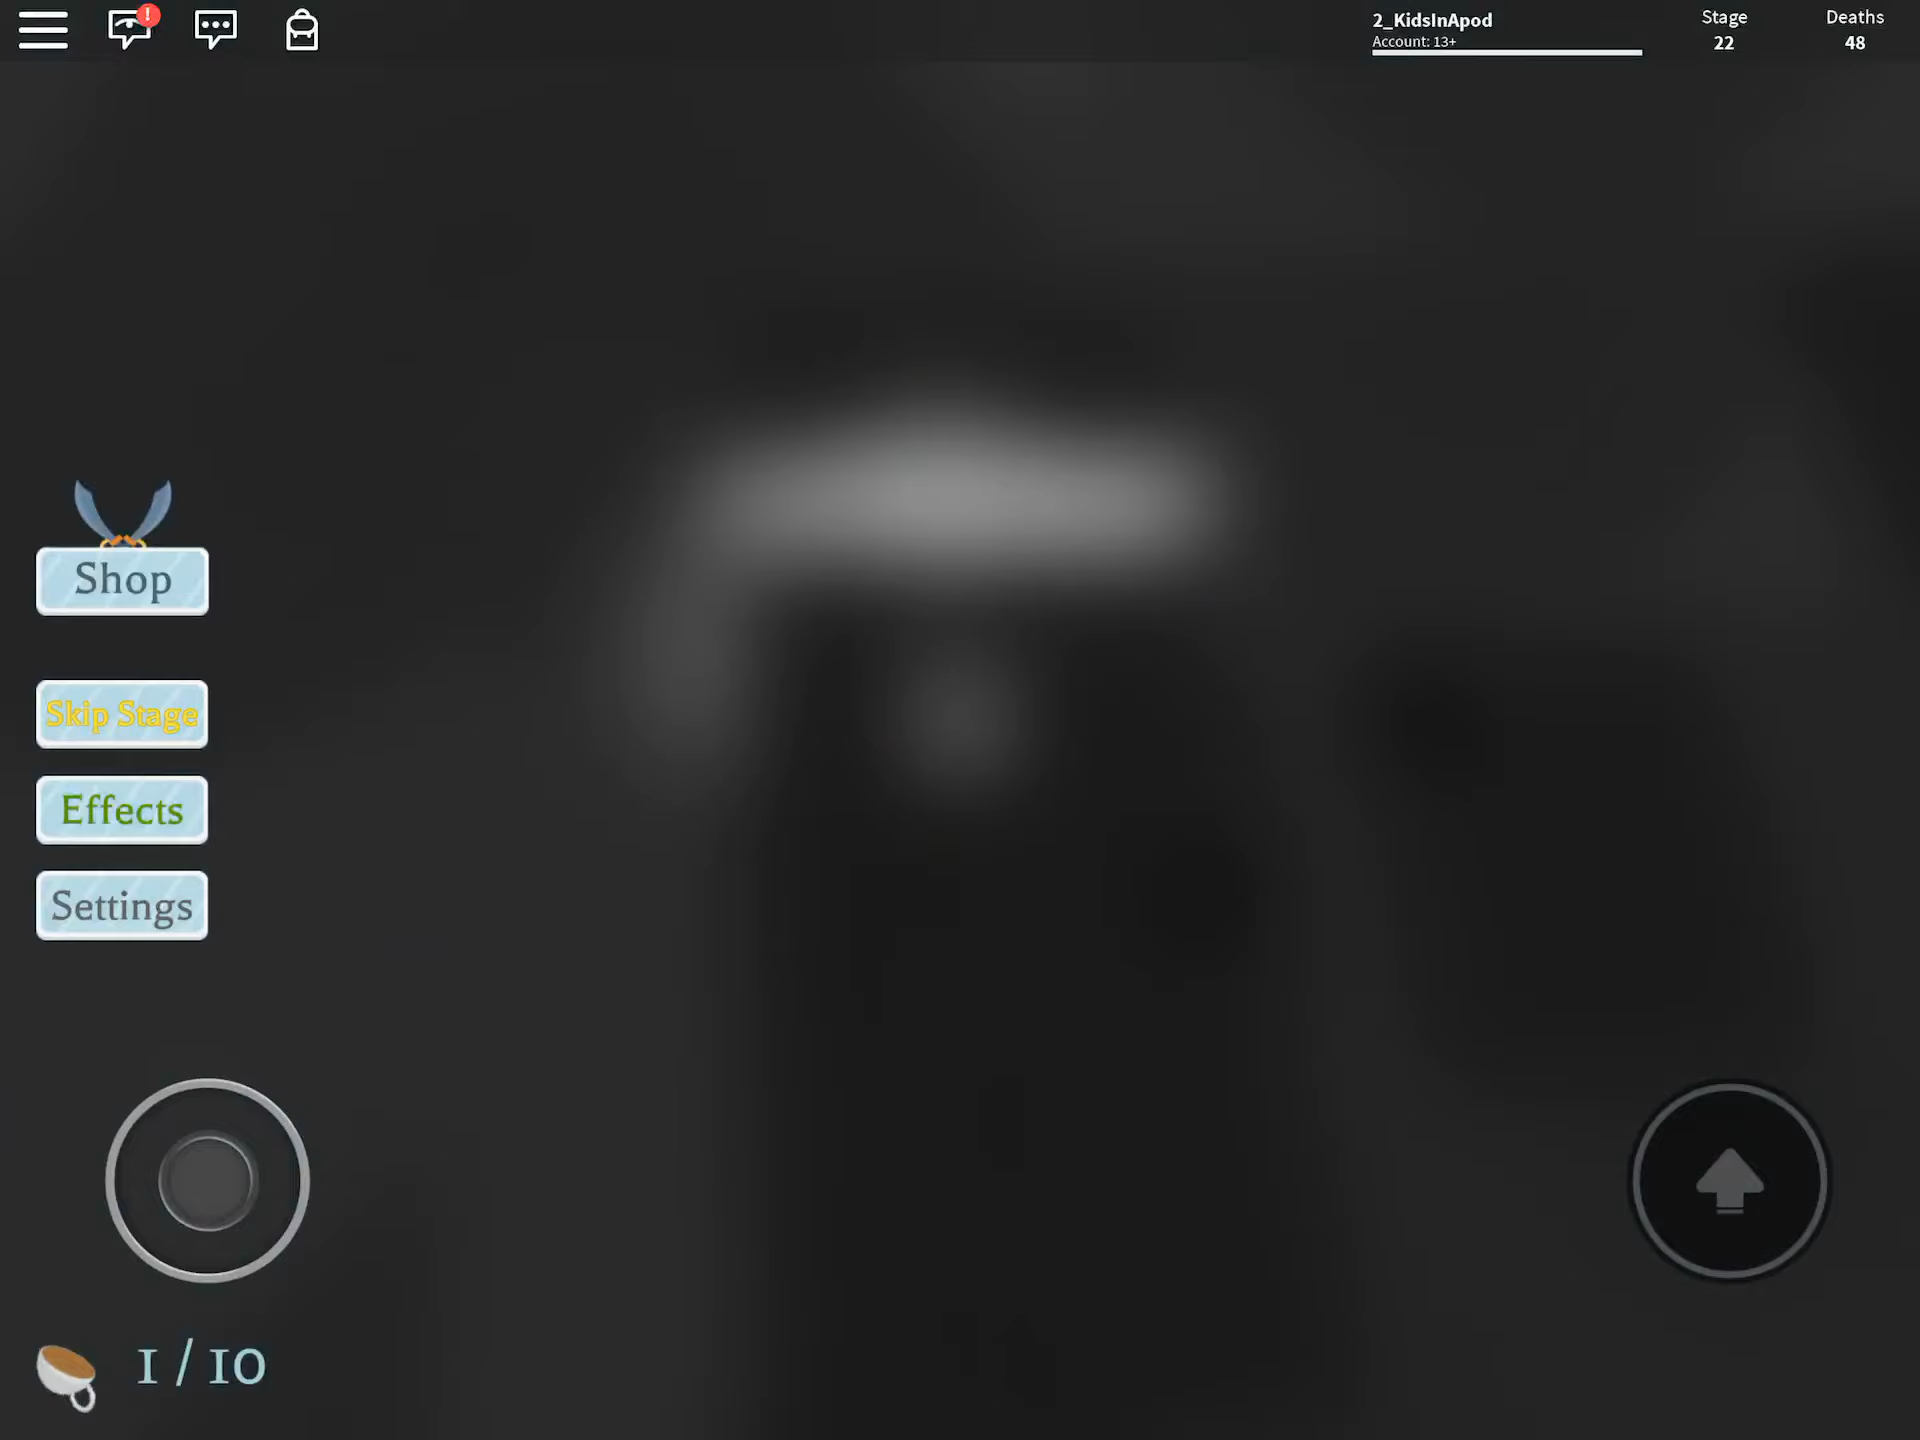 2_KidsInApod
Account: 13+
Stage
22
Deaths
48
!
Shop
Skip Stage
Effects
Settings
1 / 10